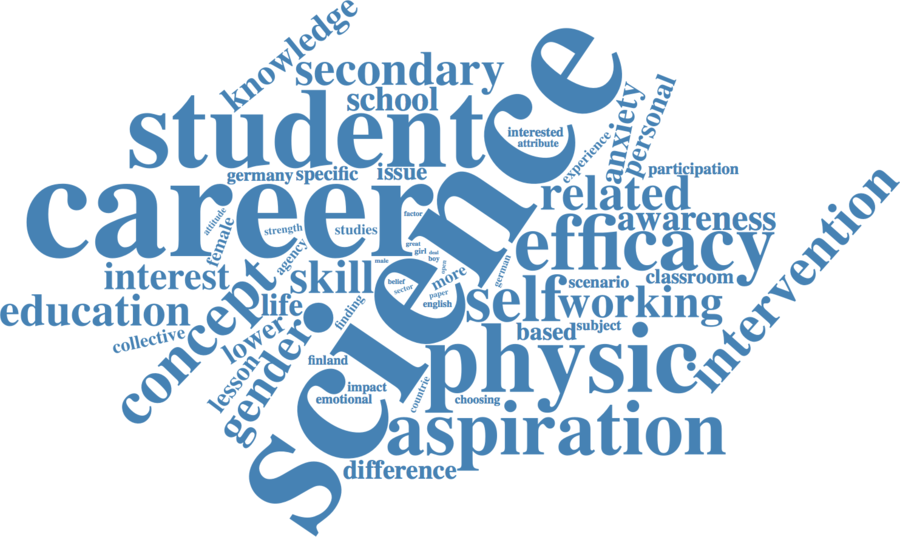 knowledge
secondary
school
student
science
interested
attribute
experience
anxiety
personal
participation
germany
specific
issue
career
related
awareness
efficacy
intervention
attitude
female
strength
agency
studies
factor
great
girl
boy
male
belief
sector
more
paper
english
german
interest
skill
education
concept
collective
life
lower
finding
self
working
scenario
classroom
based
subject
lesson
gender
finland
impact
emotional
countrie
choosing
physic
aspiration
difference